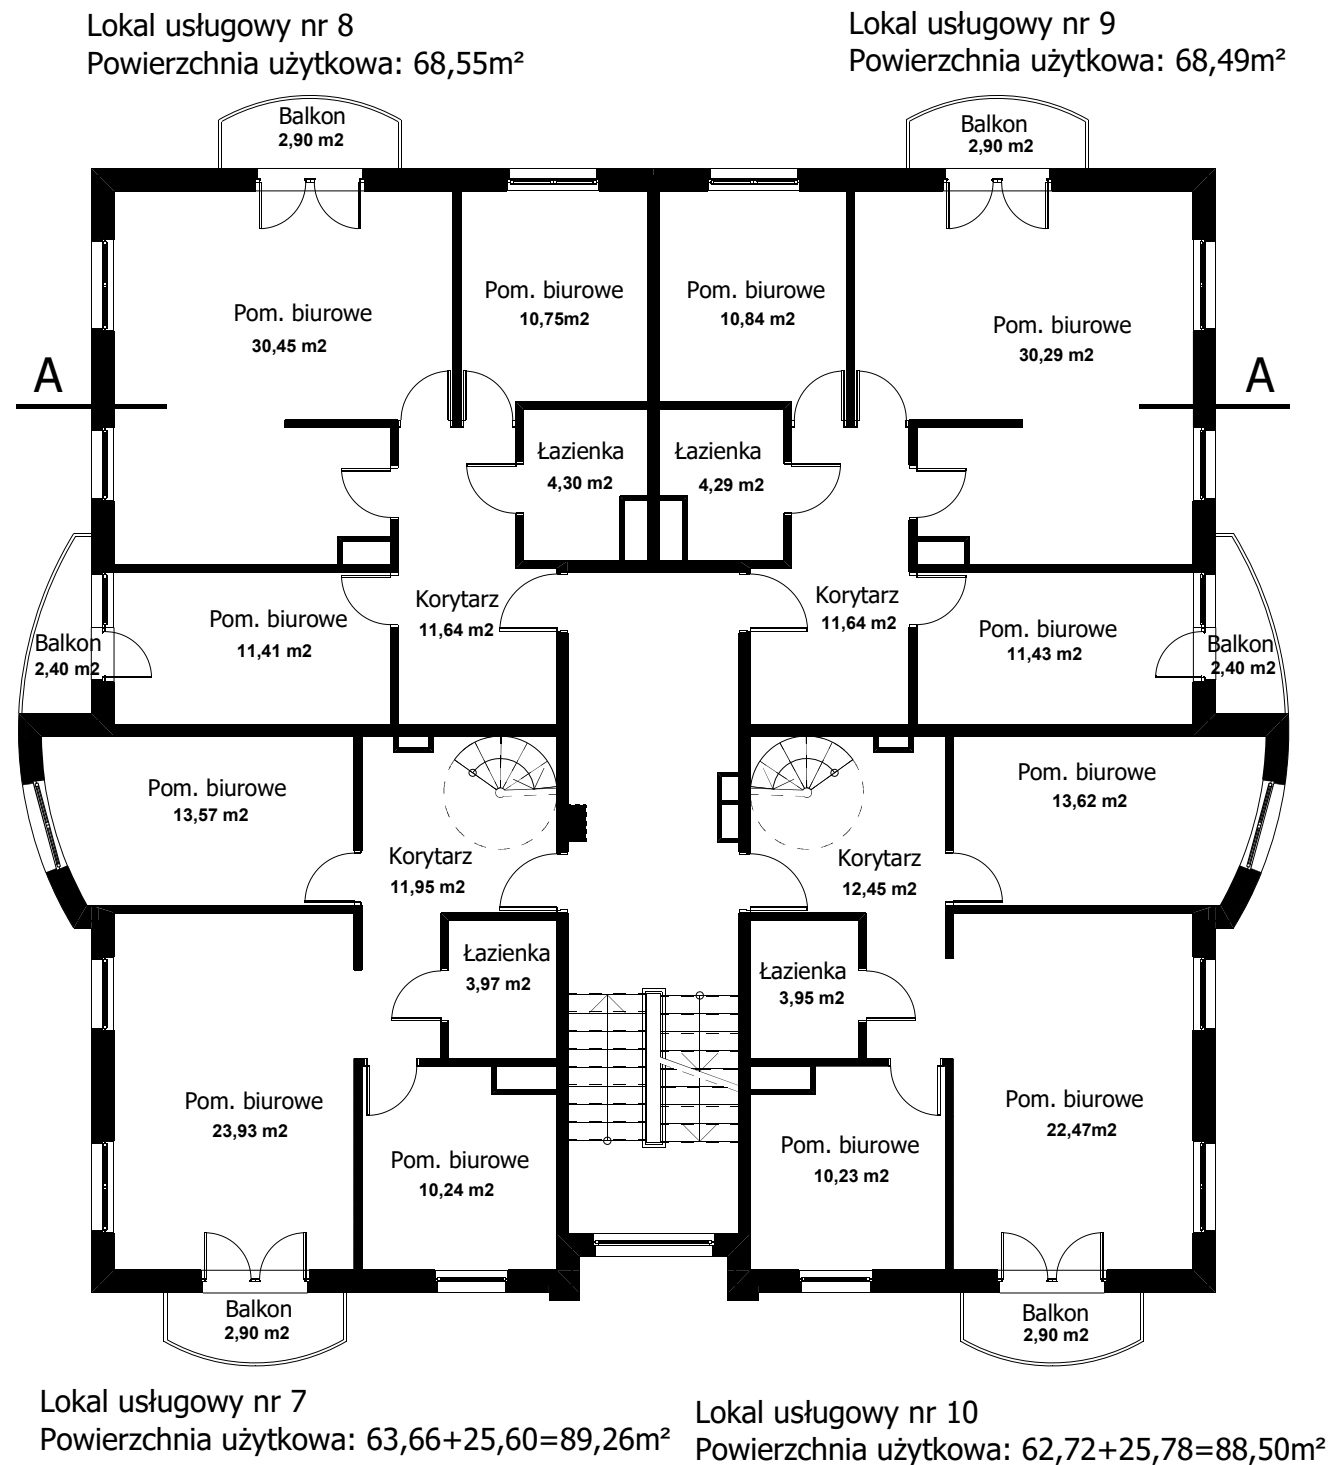 Lokal usługowy nr 8
Powierzchnia użytkowa: 68,55m²
Lokal usługowy nr 9
Powierzchnia użytkowa: 68,49m²
Balkon
2,90 m2
Balkon
2,90 m2
Pom. biurowe
30,45 m2
Pom. biurowe
10,75m2
Pom. biurowe
10,84 m2
Pom. biurowe
30,29 m2
A
A
Łazienka
4,30 m2
Łazienka
4,29 m2
Balkon
2,40 m2
Pom. biurowe
11,41 m2
Korytarz
11,64 m2
Korytarz
11,64 m2
Pom. biurowe
11,43 m2
Balkon
2,40 m2
Pom. biurowe
13,57 m2
Korytarz
11,95 m2
Korytarz
12,45 m2
Pom. biurowe
13,62 m2
Łazienka
3,97 m2
Łazienka
3,95 m2
Pom. biurowe
23,93 m2
Pom. biurowe
10,24 m2
Pom. biurowe
10,23 m2
Pom. biurowe
22,47m2
Balkon
2,90 m2
Balkon
2,90 m2
Lokal usługowy nr 7
Powierzchnia użytkowa: 63,66+25,60=89,26m²
Lokal usługowy nr 10
Powierzchnia użytkowa: 62,72+25,78=88,50m²